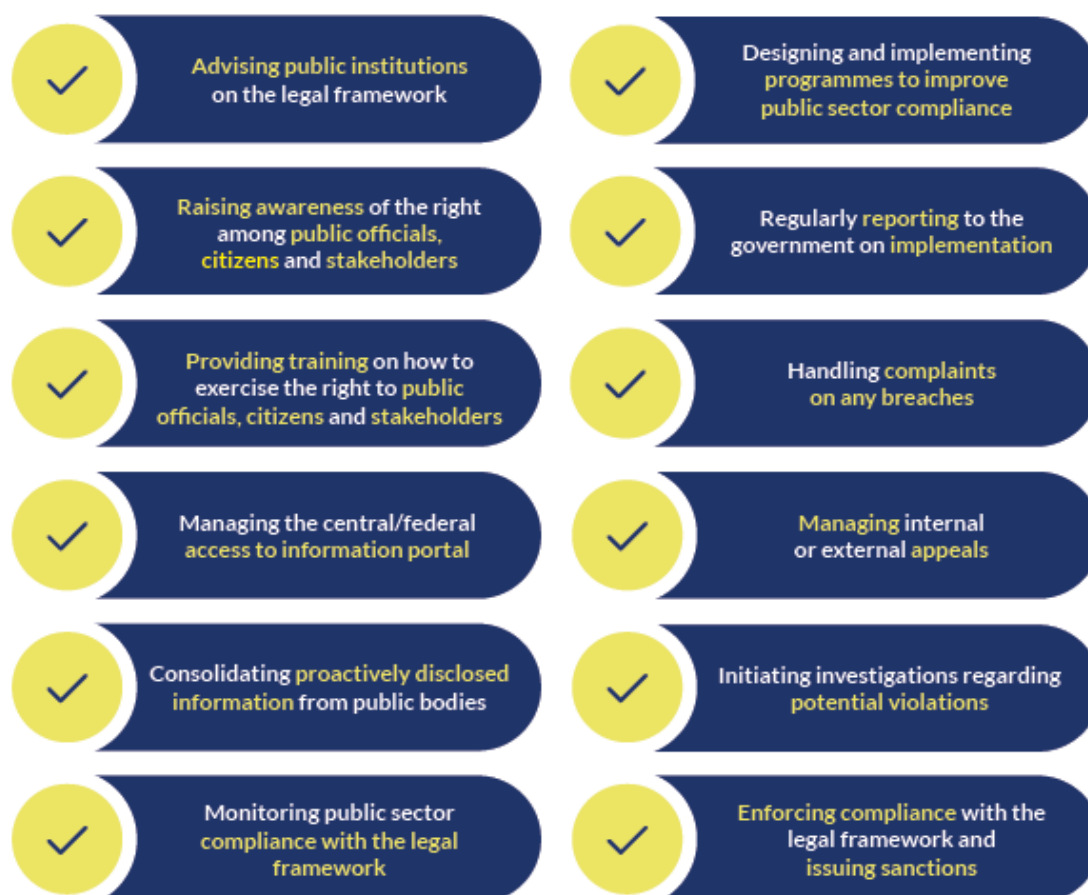 Advising public institutions
on the legal framework
Raising awareness of the right
among public officials,
citizens and stakeholders
Providing training on how to
exercise the right to public
officials, citizens and stakeholders
Managing the central/federal
access to information portal
Consolidating proactively disclosed
information from public bodies
Monitoring public sector
compliance with the legal
framework
Designing and implementing
programmes to improve
public sector compliance
Regularly reporting to the
government on implementation
Handling complaints
on any breaches
Managing internal
or external appeals
Initiating investigations regarding
potential violations
Enforcing compliance with the
legal framework and
issuing sanctions